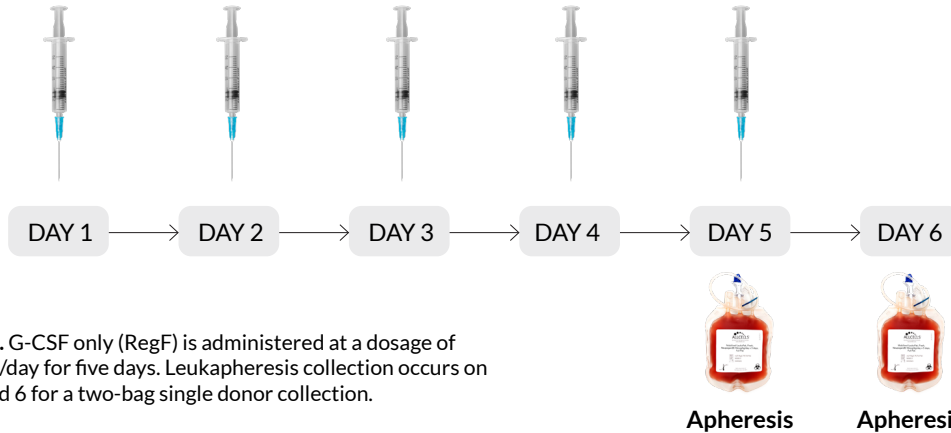 DAY 1
DAY 2
DAY 3
DAY 4
DAY 5
DAY 6
. G-CSF only (RegF) is administered at a dosage of
/day for five days. Leukapheresis collection occurs on
d 6 for a two-bag single donor collection.
Apheresis
Apheresi